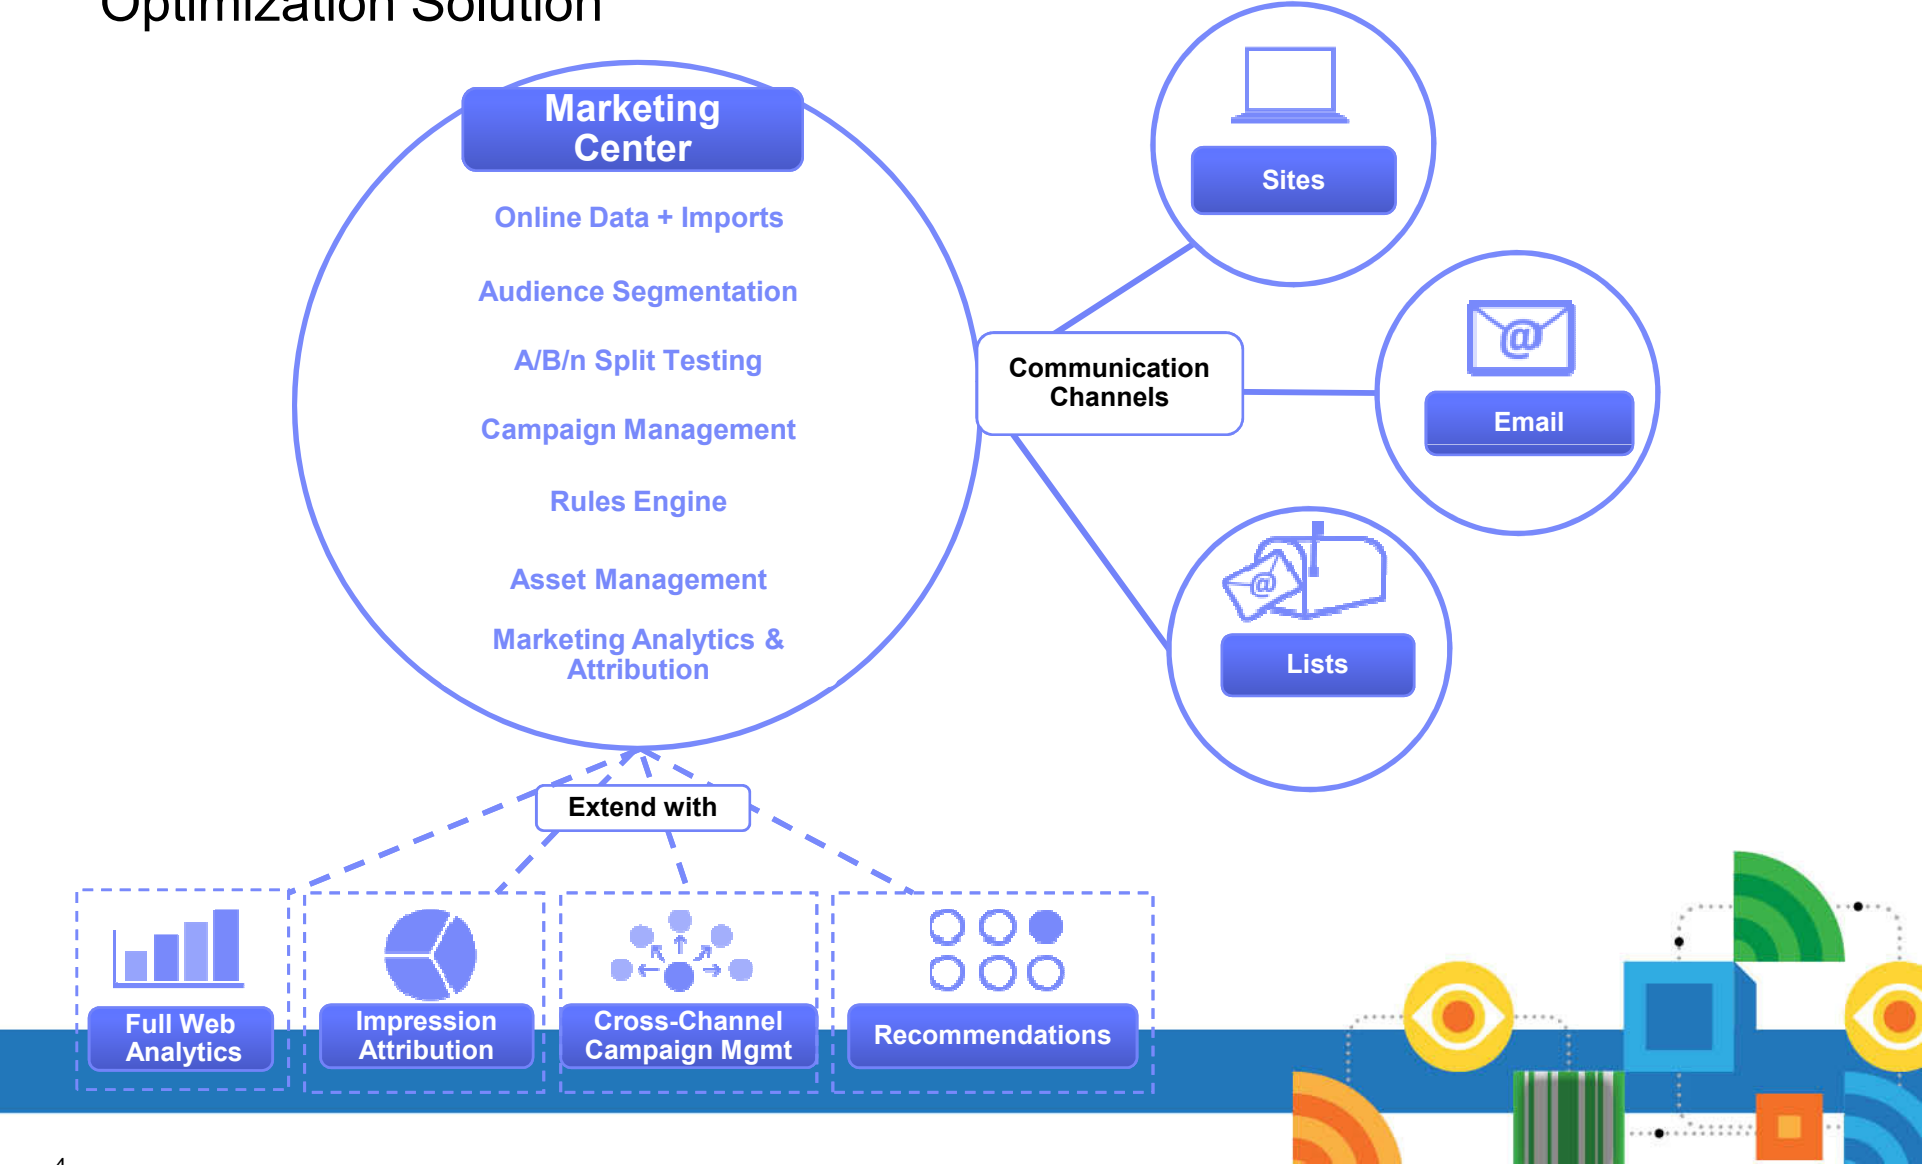 Optimization Solution
Marketing
Center
Online Data + Imports
Audience Segmentation
A/B/n Split Testing
Campaign Management
Rules Engine
Asset Management
Marketing Analytics &
Attribution
Communication
Channels
Sites
@
Email
@
Lists
Extend with
Full Web
Analytics
Impression
Attribution
Cross-Channel
Campaign Mgmt
Recommendations
4